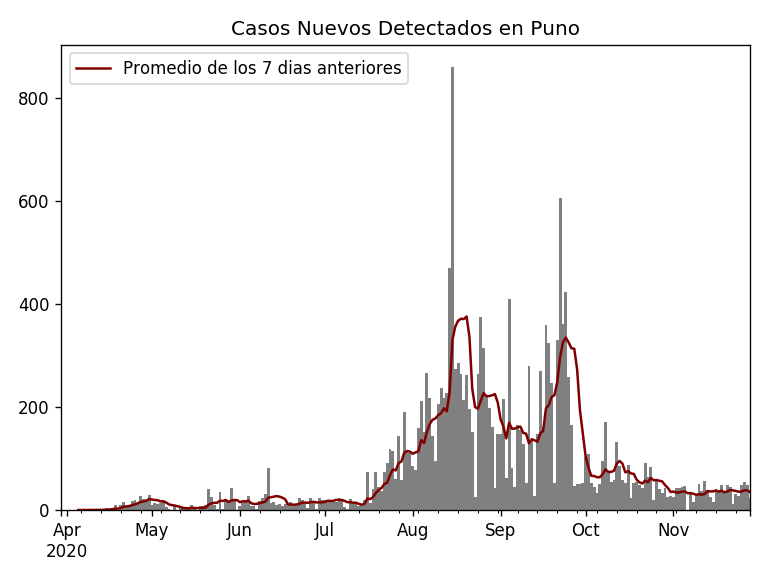 Casos Nuevos Detectados en Puno
Promedio de los 7 dias anteriores
800
600
400
200
0
Apr May Jun Jul Aug Sep Oct Nov
2020